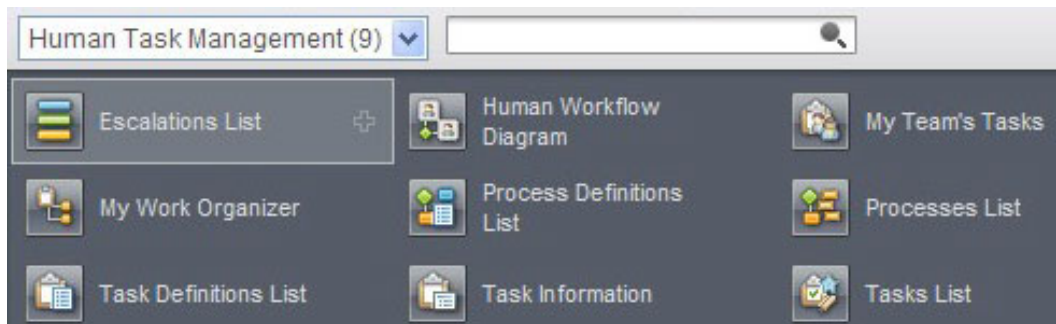 Human Task Management (9)
Escalations List
Human Workflow
Diagram
My Team's Tasks
My Work Organizer
Process Definitions
List
Processes List
Task Definitions List
Task Information
Tasks List